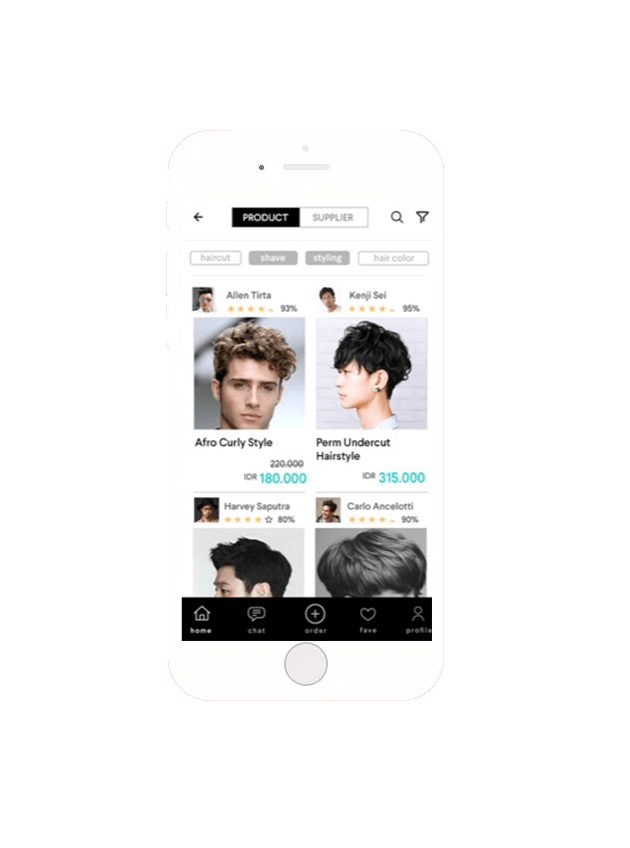 PRODUCT SUPPLIER
haircut shave styling hair color
Allen Tirta
93%
Kenji Sei
95%
Afro Curly Style
220.000
IDR 180.000
Perm Undercut
Hairstyle
IDR 315.000
Harvey Saputra
80%
Carlo Ancelotti
90%
home chat order fave profile